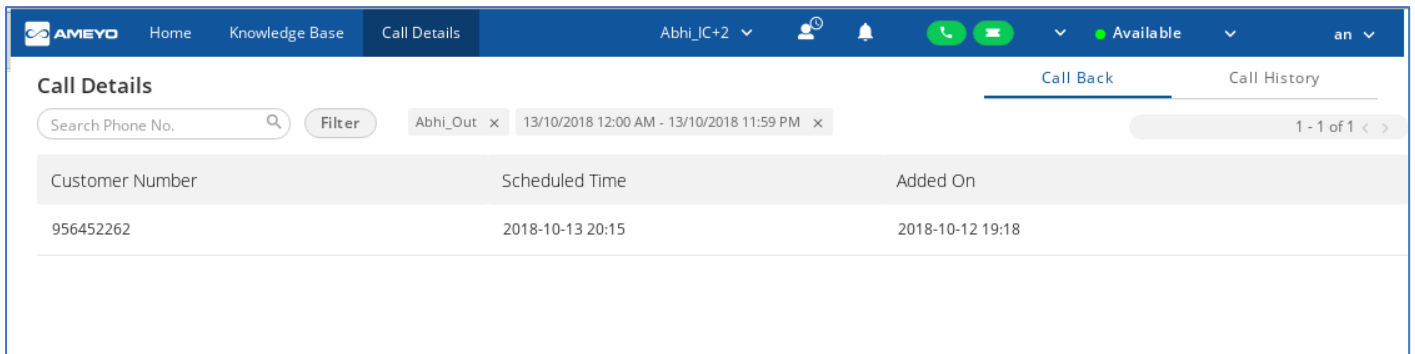 AMEYO Home Knowledge Base Call Details Abhi_IC+2 Available an
Call Details Call Back Call History
Search Phone No. Filter Abhi_Out × 13/10/2018 12:00 AM - 13/10/2018 11:59 PM × 1 - 1 of 1 < >
Customer Number Scheduled Time Added On
956452262 2018-10-13 20:15 2018-10-12 19:18